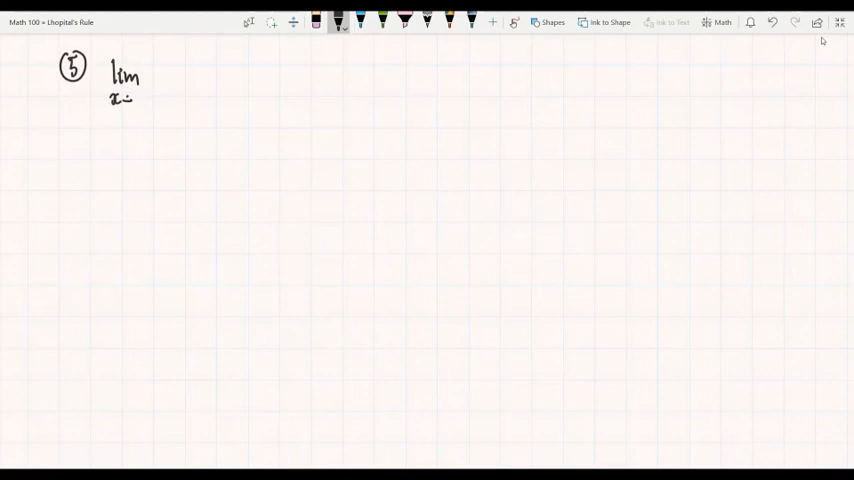 Math 100 = Lhopital's Rule
Shapes Ink to Shape Ink to Text Math
⑤ lim
x